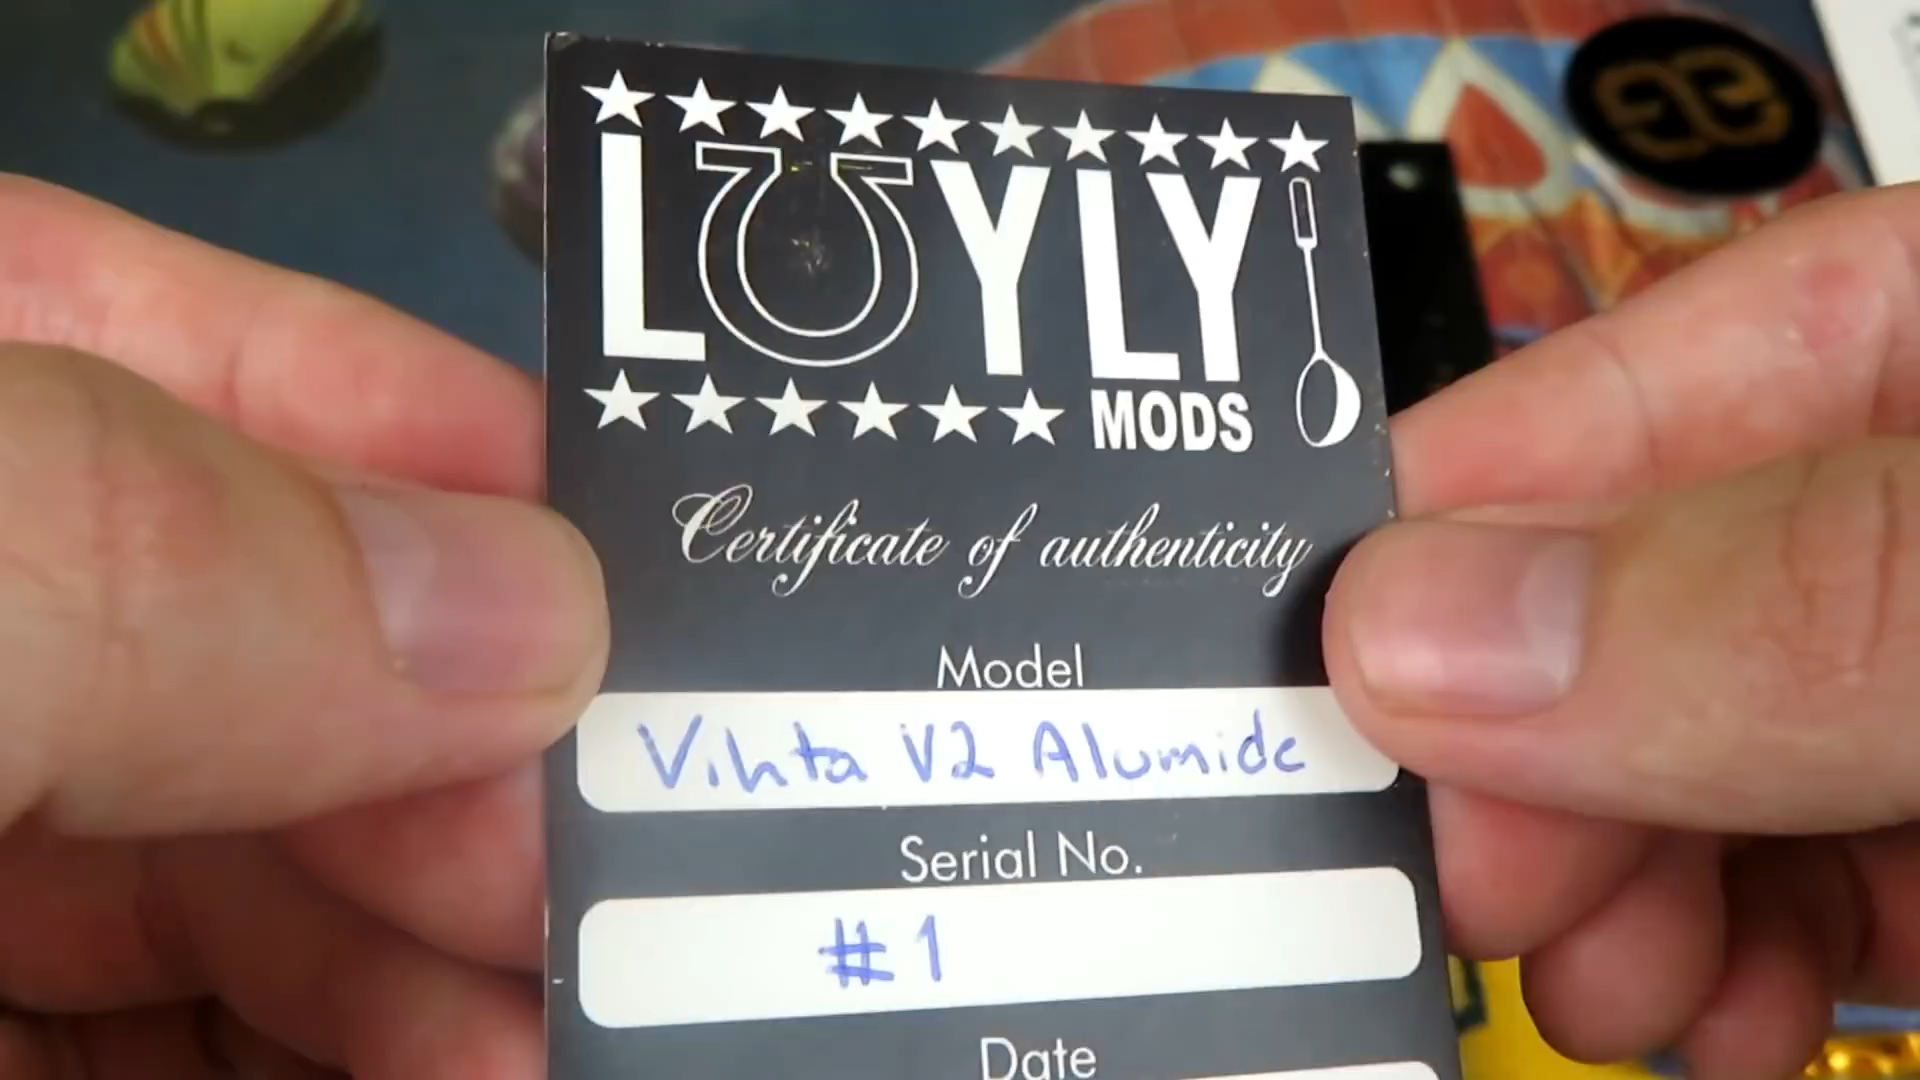 LUYLY
MODS
Certificate of authenticity
Model
Vihta V2 Alumide
Serial No.
#1
Date